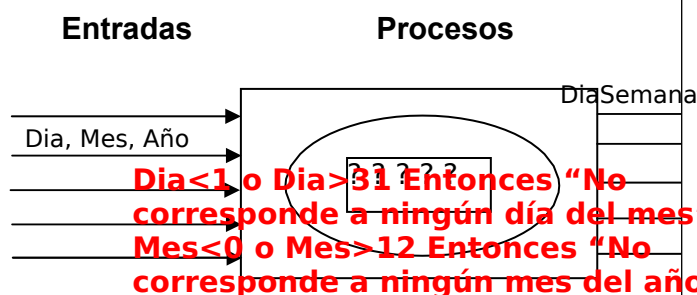 Entradas Procesos
DiaSemana
Dia, Mes, Año
? ? ? ? ?
Dia<1 o Dia>31 Entonces “No
corresponde a ningún día del mes
Mes<0 o Mes>12 Entonces “No
corresponde a ningún mes del año